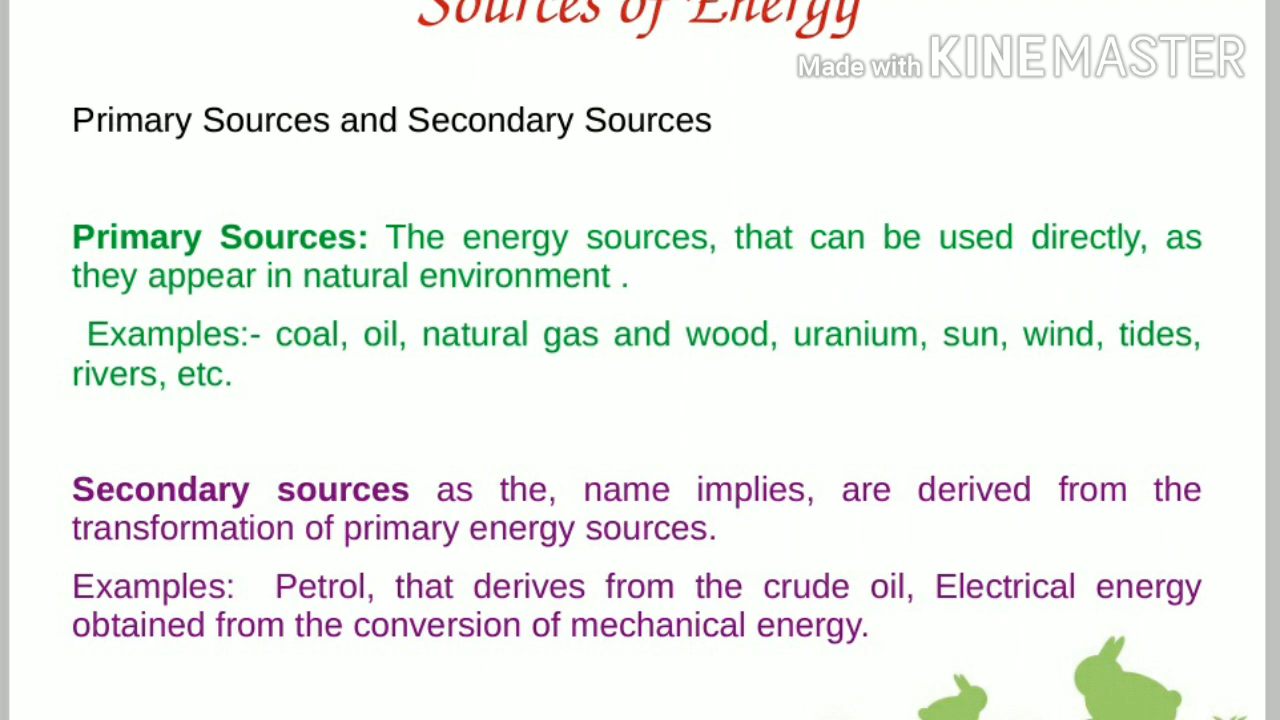 Sources of Energy
Made with KINEMASTER
Primary Sources and Secondary Sources
Primary Sources: The energy sources, that can be used directly, as
they appear in natural environment .
Examples:- coal, oil, natural gas and wood, uranium, sun, wind, tides,
rivers, etc.
Secondary sources as the, name implies, are derived from the
transformation of primary energy sources.
Examples: Petrol, that derives from the crude oil, Electrical energy
obtained from the conversion of mechanical energy.